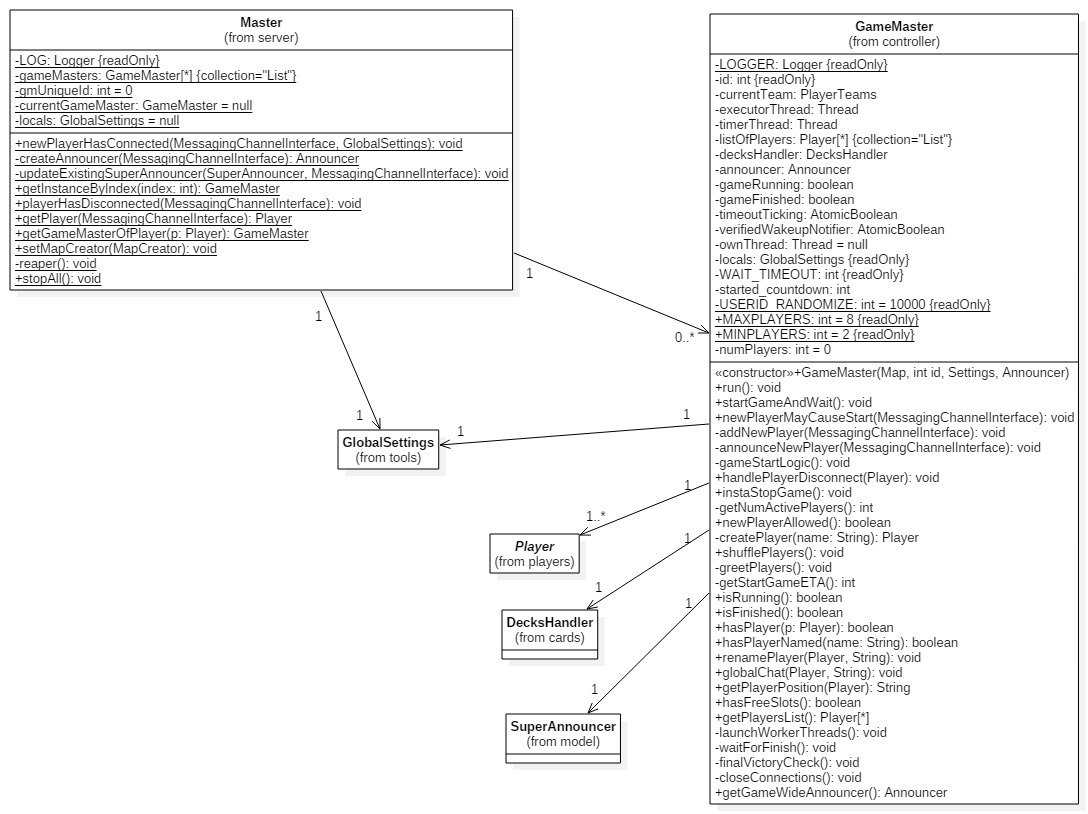 Master
(from server)
-LOG: Logger {readOnly}
-gameMasters: GameMaster[*] {collection="List"}
-gmUniqueId: int = 0
-currentGameMaster: GameMaster = null
-locals: GlobalSettings = null
+newPlayerHasConnected(MessagingChannelInterface, GlobalSettings): void
-createAnnouncer(MessagingChannelInterface): Announcer
-updateExistingSuperAnnouncer(SuperAnnouncer, MessagingChannelInterface): void
+getInstanceByIndex(index: int): GameMaster
+playerHasDisconnected(MessagingChannelInterface): void
+getPlayer(MessagingChannelInterface): Player
+getGameMasterOfPlayer(p: Player): GameMaster
+setMapCreator(MapCreator): void
-reaper(): void
+stopAll(): void
GameMaster
(from controller)
-LOGGER: Logger {readOnly}
-id: int {readOnly}
-currentTeam: PlayerTeams
-executorThread: Thread
-timerThread: Thread
-listOfPlayers: Player[*] {collection="List"}
-decksHandler: DecksHandler
-announcer: Announcer
-gameRunning: boolean
-gameFinished: boolean
-timeoutTicking: AtomicBoolean
-verifiedWakeupNotifier: AtomicBoolean
-ownThread: Thread = null
-locals: GlobalSettings {readOnly}
-WAIT_TIMEOUT: int {readOnly}
-started_countdown: int
-USERID_RANDOMIZE: int = 10000 {readOnly}
+MAXPLAYERS: int = 8 {readOnly}
+MINPLAYERS: int = 2 {readOnly}
-numPlayers: int = 0
«constructor»+GameMaster(Map, int id, Settings, Announcer)
+run(): void
+startGameAndWait(): void
+newPlayerMayCauseStart(MessagingChannelInterface): void
-addNewPlayer(MessagingChannelInterface): void
-announceNewPlayer(MessagingChannelInterface): void
-gameStartLogic(): void
+handlePlayerDisconnect(Player): void
+instaStopGame(): void
-getNumActivePlayers(): int
+newPlayerAllowed(): boolean
-createPlayer(name: String): Player
+shufflePlayers(): void
-greetPlayers(): void
-getStartGameETA(): int
+isRunning(): boolean
+isFinished(): boolean
+hasPlayer(p: Player): boolean
+hasPlayerNamed(name: String): boolean
+renamePlayer(Player, String): void
+globalChat(Player, String): void
+getPlayerPosition(Player): String
+hasFreeSlots(): boolean
+getPlayersList(): Player[*]
-launchWorkerThreads(): void
-waitForFinish(): void
-finalVictoryCheck(): void
-closeConnections(): void
+getGameWideAnnouncer(): Announcer
1
0..*
1
1
1
1
GlobalSettings
(from tools)
1
1..*
Player
(from players)
1
1
DecksHandler
(from cards)
1
1
SuperAnnouncer
(from model)